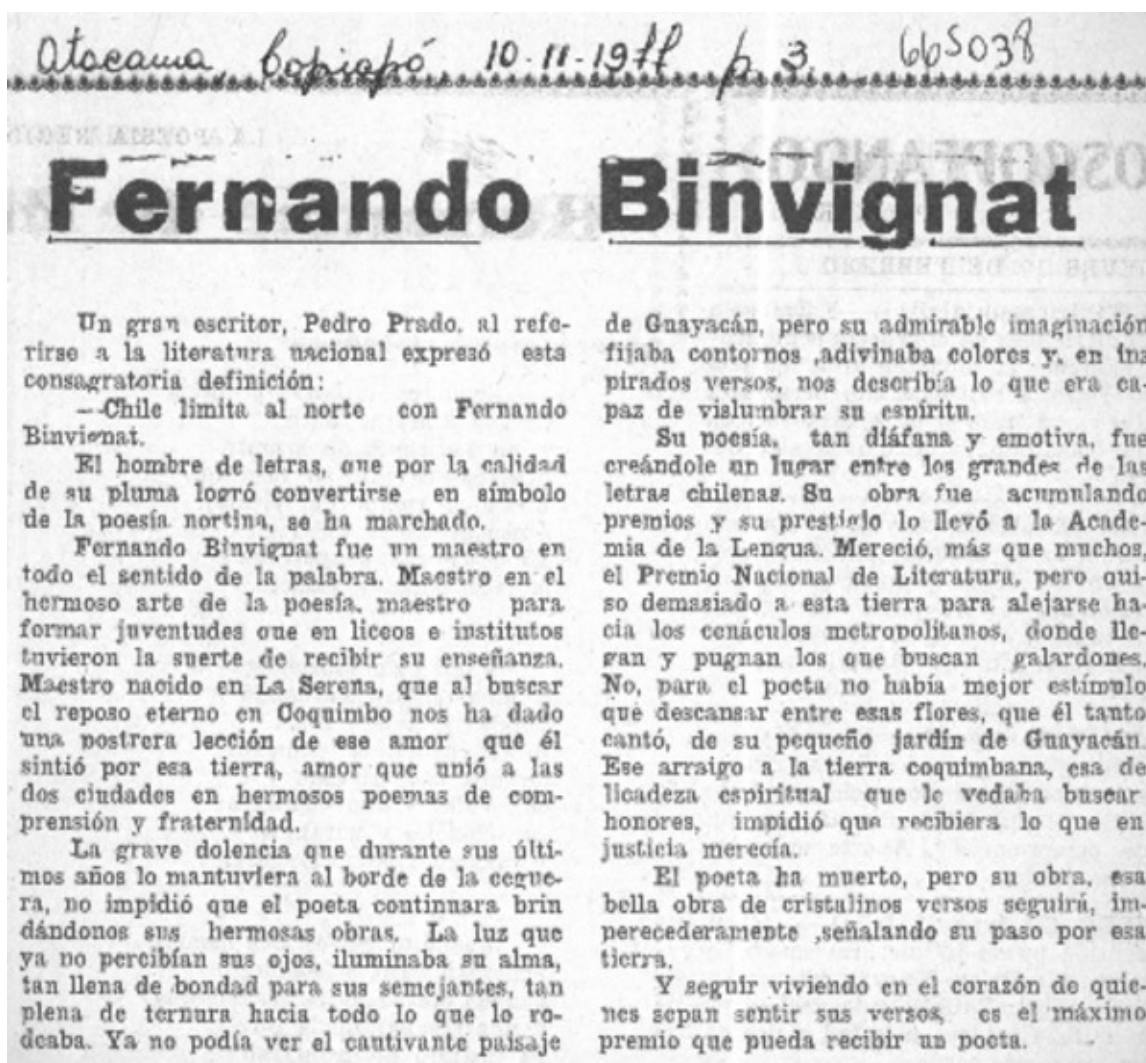 Atacama, Copiapó, 10-11-1977 p. 3. 665038
Fernando Binvignat
Un gran escritor, Pedro Prado. al refe-
rirse a la literatura nacional expresó esta
consagratoria definición:
—Chile limita al norte con Fernando
Binvignat.
El hombre de letras, que por la calidad
de su pluma logró convertirse en símbolo
de la poesía nortina, se ha marchado.
Fernando Binvignat fue un maestro en
todo el sentido de la palabra. Maestro en el
hermoso arte de la poesía, maestro para
formar juventudes que en liceos e institutos
tuvieron la suerte de recibir su enseñanza.
Maestro nacido en La Serena, que al buscar
el reposo eterno en Coquimbo nos ha dado
una postrera lección de ese amor que él
sintió por esa tierra, amor que unió a las
dos ciudades en hermosos poemas de com-
prensión y fraternidad.
La grave dolencia que durante sus últi-
mos años lo mantuviera al borde de la cegue-
ra, no impidió que el poeta continuara brin
dándonos sus hermosas obras. La luz que
ya no percibían sus ojos, iluminaba su alma,
tan llena de bondad para sus semejantes, tan
plena de ternura hacia todo lo que lo ro-
deaba. Ya no podía ver el cautivante paisaje
de Guayacán, pero su admirable imaginación
fijaba contornos ,adivinaba colores y, en ins
pirados versos, nos describía lo que era ca-
paz de vislumbrar su espíritu.
Su poesía, tan diáfana y emotiva, fue
creándole un lugar entre los grandes de las
letras chilenas. Su obra fue acumulando
premios y su prestigio lo llevó a la Acade-
mia de la Lengua. Mereció, más que muchos,
el Premio Nacional de Literatura, pero qui-
so demasiado a esta tierra para alejarse ha-
cia los cenáculos metropolitanos, donde lle-
gan y pugnan los que buscan galardones.
No, para el poeta no había mejor estímulo
que descansar entre esas flores, que él tanto
cantó, de su pequeño jardín de Guayacán.
Ese arraigo a la tierra coquimbana, esa de
licadeza espiritual que le vedaba buscar
honores, impidió que recibiera lo que en
justicia merecía.
El poeta ha muerto, pero su obra, esa
bella obra de cristalinos versos seguirá, im-
perecederamente ,señalando su paso por esa
tierra.
Y seguir viviendo en el corazón de quie-
nes sepan sentir sus versos, es el máximo
premio que pueda recibir un poeta.